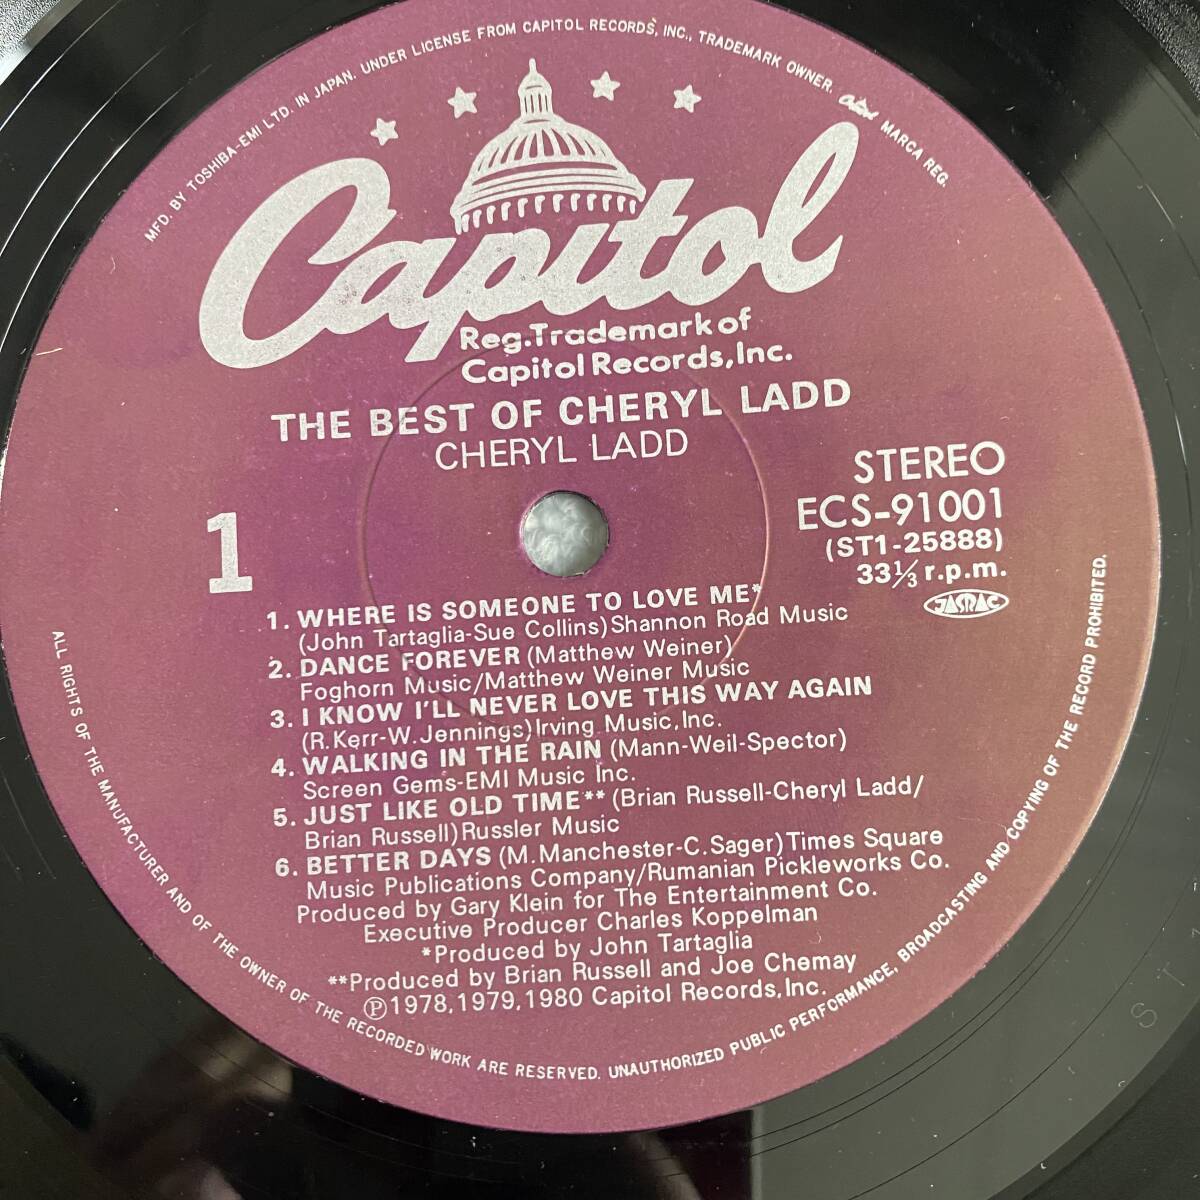 MFD. BY TOSHIBA-EMI LTD. IN JAPAN. UNDER LICENSE FROM CAPITOL RECORDS, INC., TRADEMARK OWNER. Capitol MARCA REG.
Capitol
Reg.Trademark of
Capitol Records,Inc.
THE BEST OF CHERYL LADD
CHERYL LADD
STEREO
ECS-91001
(ST1-25888)
33⅓ r.p.m.
JASRAC
1
1. WHERE IS SOMEONE TO LOVE ME*
(John Tartaglia-Sue Collins)Shannon Road Music
2. DANCE FOREVER (Matthew Weiner)
Foghorn Music/Matthew Weiner Music
3. I KNOW I'LL NEVER LOVE THIS WAY AGAIN
(R.Kerr-W.Jennings)Irving Music,Inc.
4. WALKING IN THE RAIN (Mann-Weil-Spector)
Screen Gems-EMI Music Inc.
5. JUST LIKE OLD TIME** (Brian Russell-Cheryl Ladd/
Brian Russell)Russler Music
6. BETTER DAYS (M.Manchester-C.Sager)Times Square
Music Publications Company/Rumanian Pickleworks Co.
Produced by Gary Klein for The Entertainment Co.
Executive Producer Charles Koppelman
*Produced by John Tartaglia
**Produced by Brian Russell and Joe Chemay
Ⓟ1978,1979,1980 Capitol Records,Inc.
ALL RIGHTS OF THE MANUFACTURER AND OF THE OWNER OF THE RECORDED WORK ARE RESERVED. UNAUTHORIZED PUBLIC PERFORMANCE, BROADCASTING AND COPYING OF THE RECORD PROHIBITED.